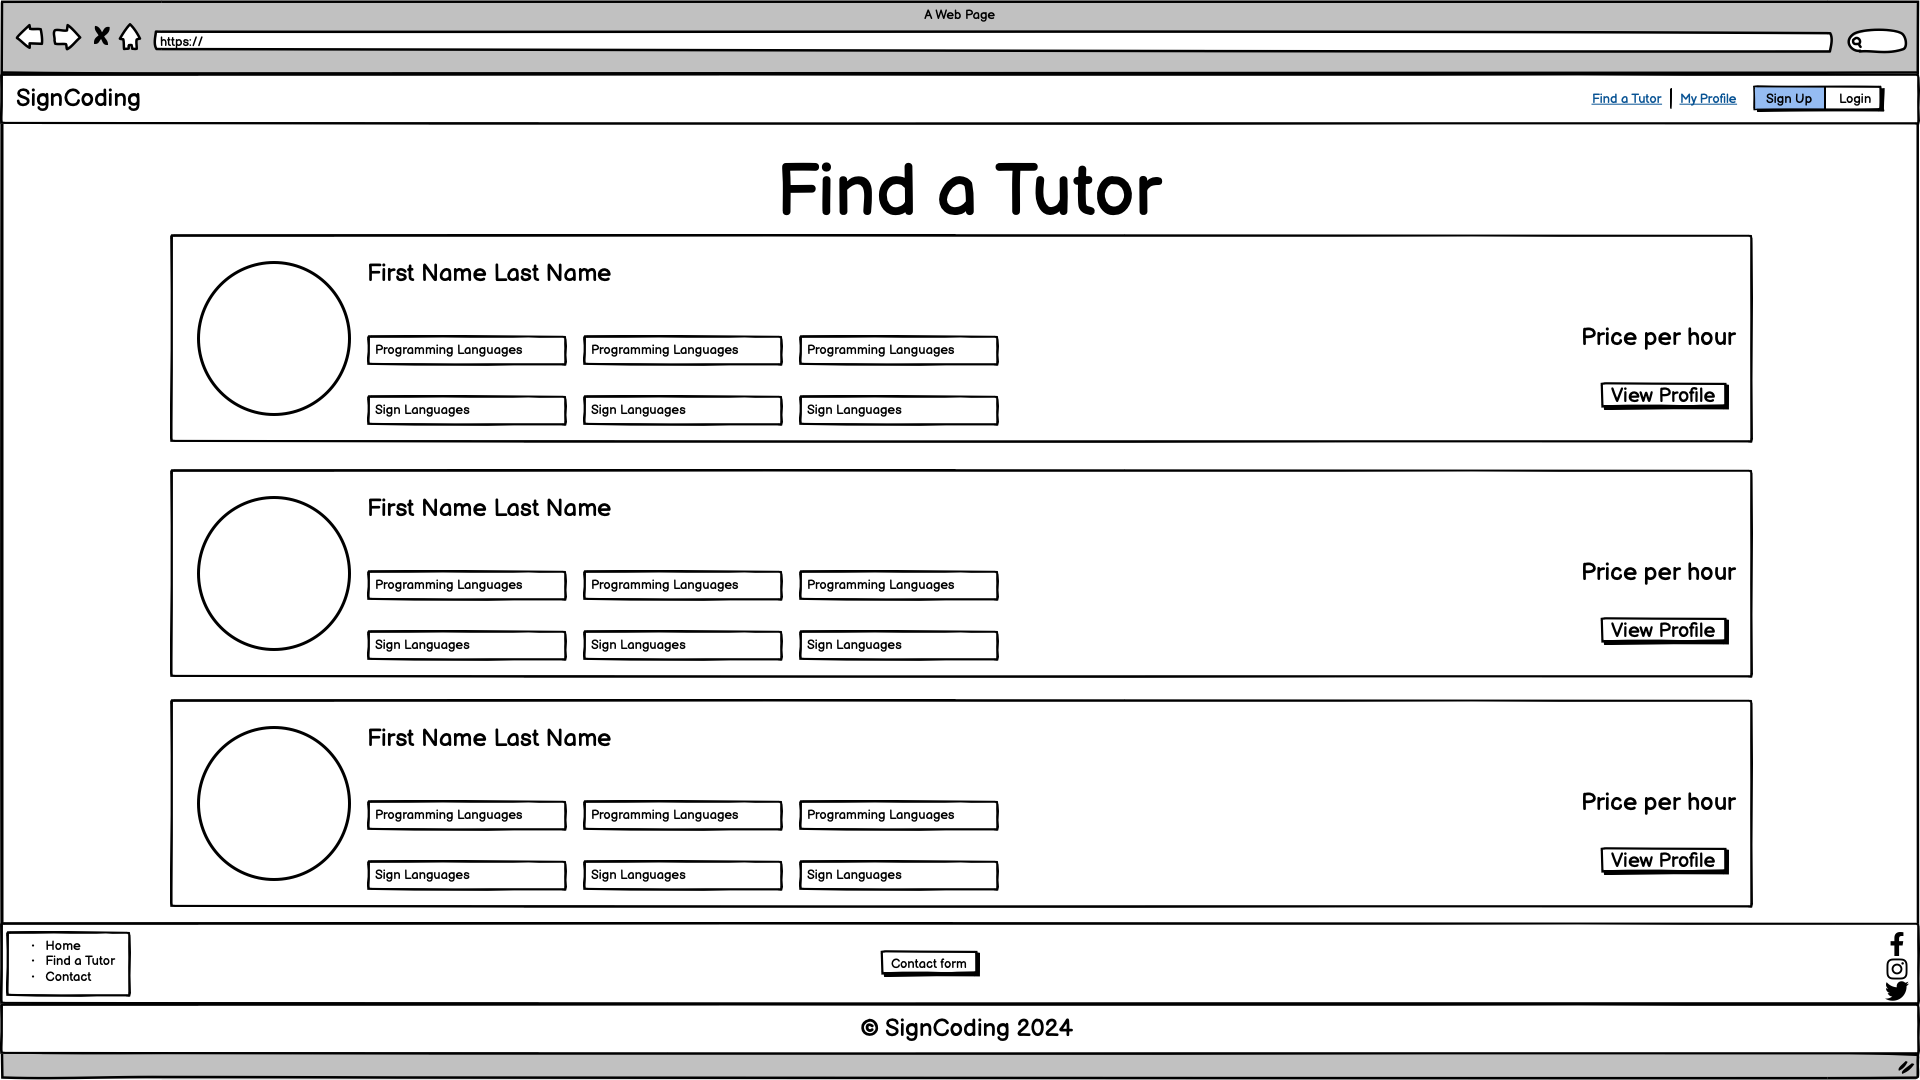 A Web Page
https://
SignCoding
Find a Tutor
My Profile
Sign Up
Login
Find a Tutor
First Name Last Name
Programming Languages
Programming Languages
Programming Languages
Sign Languages
Sign Languages
Sign Languages
Price per hour
View Profile
First Name Last Name
Programming Languages
Programming Languages
Programming Languages
Sign Languages
Sign Languages
Sign Languages
Price per hour
View Profile
First Name Last Name
Programming Languages
Programming Languages
Programming Languages
Sign Languages
Sign Languages
Sign Languages
Price per hour
View Profile
· Home
· Find a Tutor
· Contact
Contact form
© SignCoding 2024